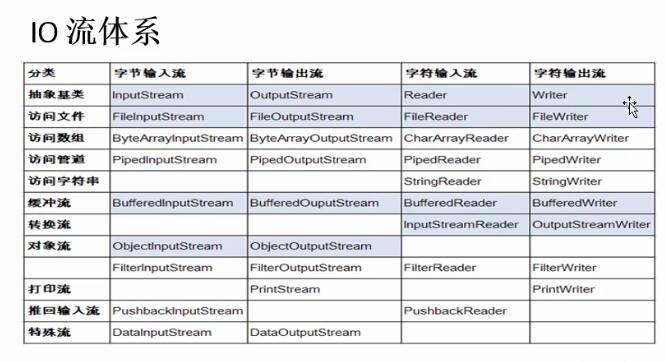 IO 流体系
分类 字节输入流 字节输出流 字符输入流 字符输出流
抽象基类 InputStream OutputStream Reader Writer
访问文件 FileInputStream FileOutputStream FileReader FileWriter
访问数组 ByteArrayInputStream ByteArrayOutputStream CharArrayReader CharArrayWriter
访问管道 PipedInputStream PipedOutputStream PipedReader PipedWriter
访问字符串 StringReader StringWriter
缓冲流 BufferedInputStream BufferedOuputStream BufferedReader BufferedWriter
转换流 InputStreamReader OutputStreamWriter
对象流 ObjectInputStream ObjectOutputStream
FilterInputStream FilterOutputStream FilterReader FilterWriter
打印流 PrintStream PrintWriter
推回输入流 PushbackInputStream PushbackReader
特殊流 DataInputStream DataOutputStream